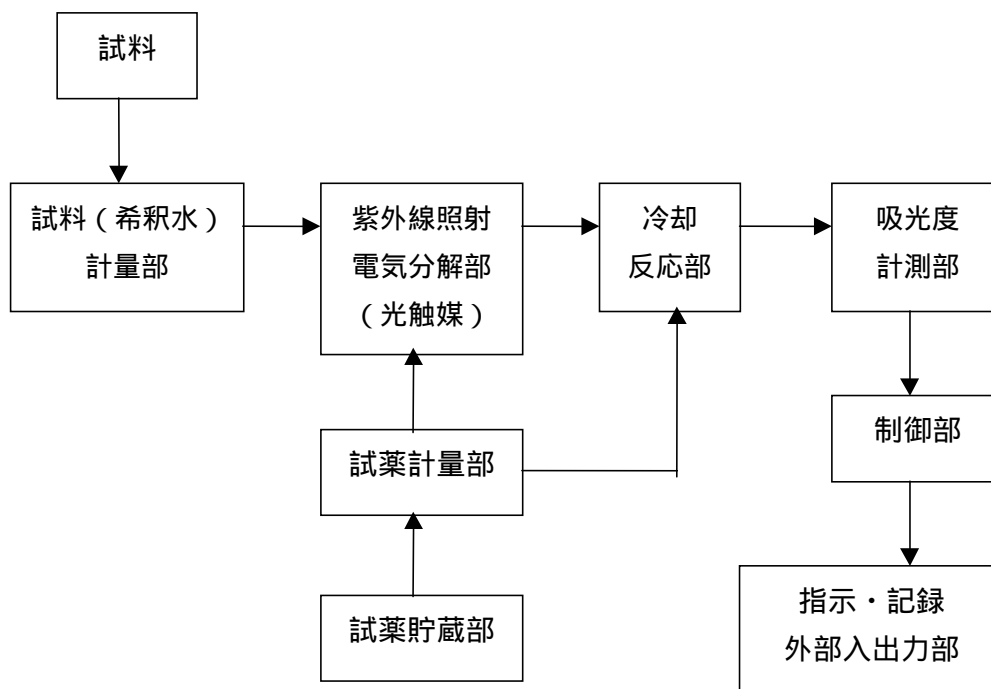 試料
試料(希釈水)
計量部
紫外線照射
電気分解部
(光触媒)
冷却
反応部
吸光度
計測部
試薬計量部
制御部
試薬貯蔵部
指示・記録
外部入出力部